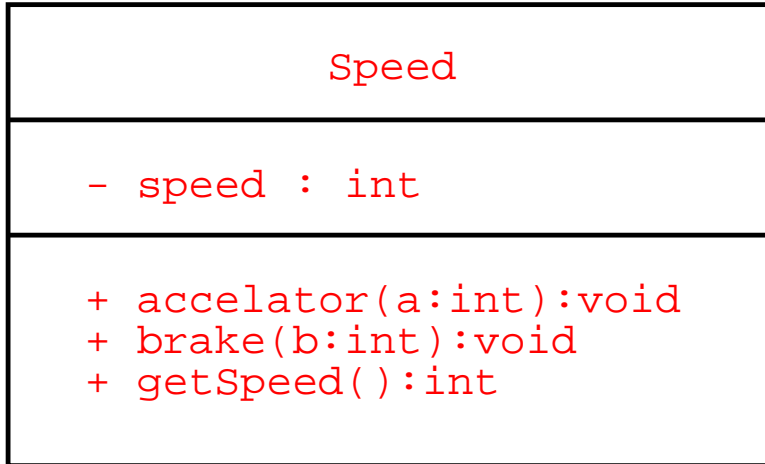 Speed
- speed : int
+ accelator(a:int):void
+ brake(b:int):void
+ getSpeed():int